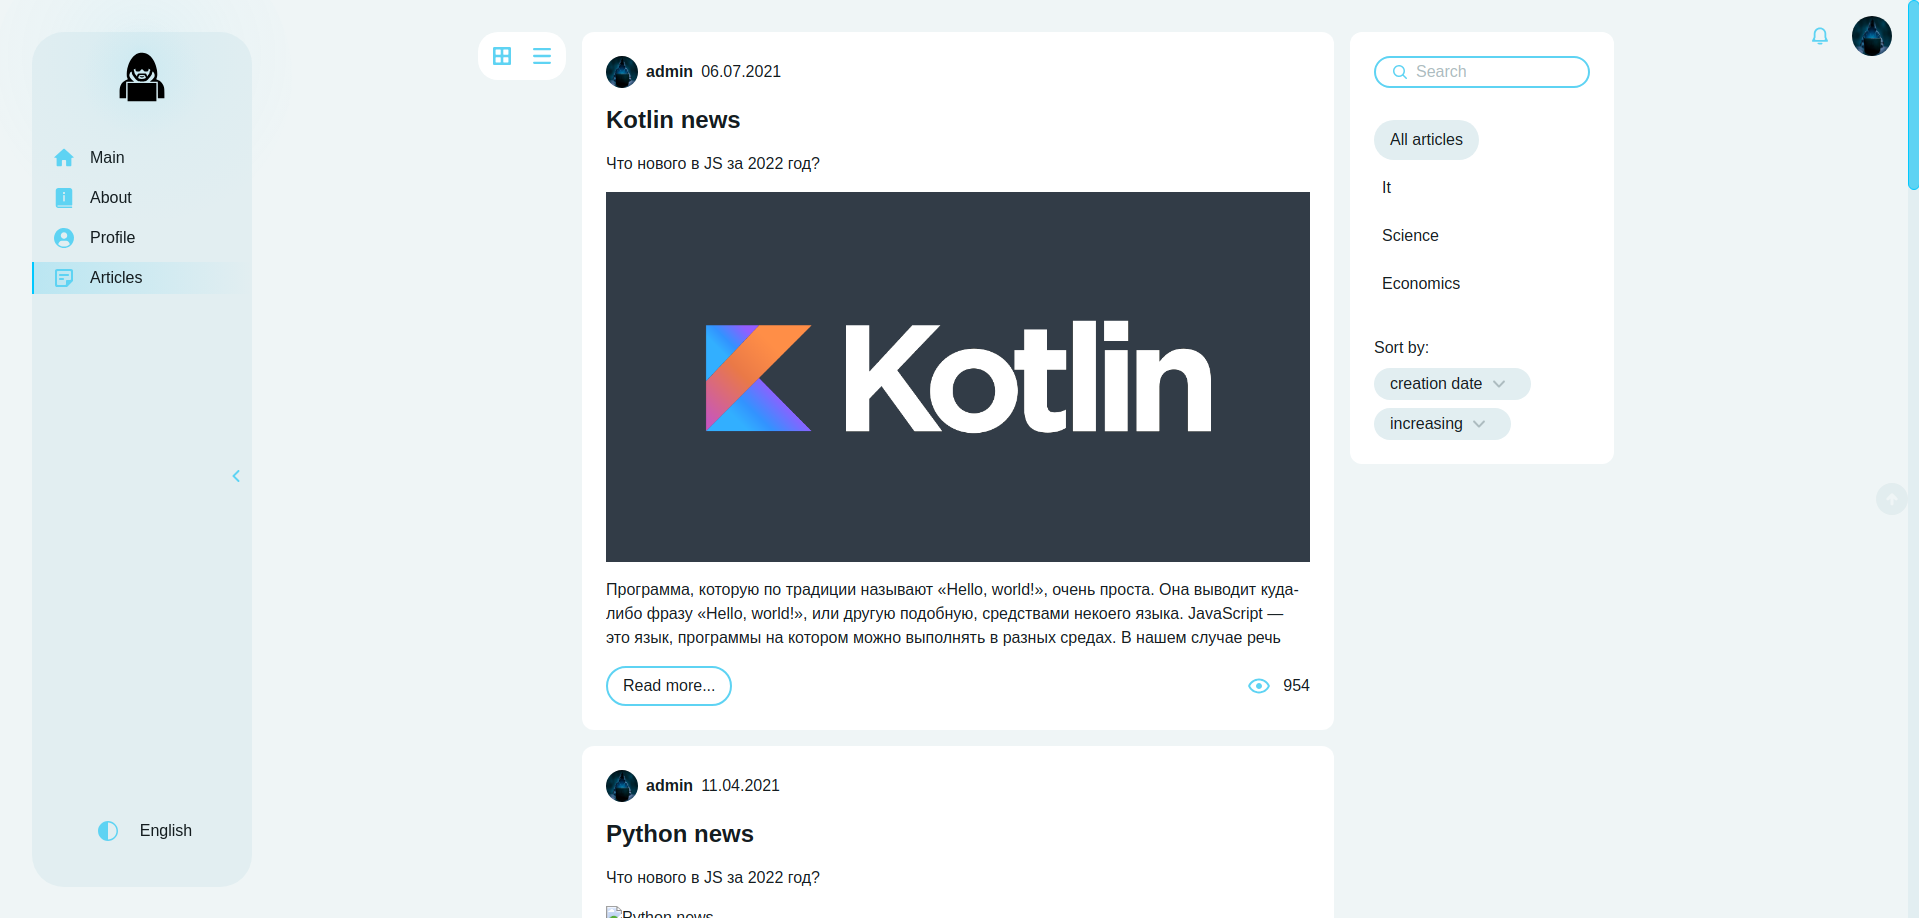 Main
About
Profile
Articles
English
admin 06.07.2021
Kotlin news
Что нового в JS за 2022 год?
Kotlin
Программа, которую по традиции называют «Hello, world!», очень проста. Она выводит куда-
либо фразу «Hello, world!», или другую подобную, средствами некоего языка. JavaScript —
это язык, программы на котором можно выполнять в разных средах. В нашем случае речь
Read more...
954
admin 11.04.2021
Python news
Что нового в JS за 2022 год?
Python news
Search
All articles
It
Science
Economics
Sort by:
creation date
increasing